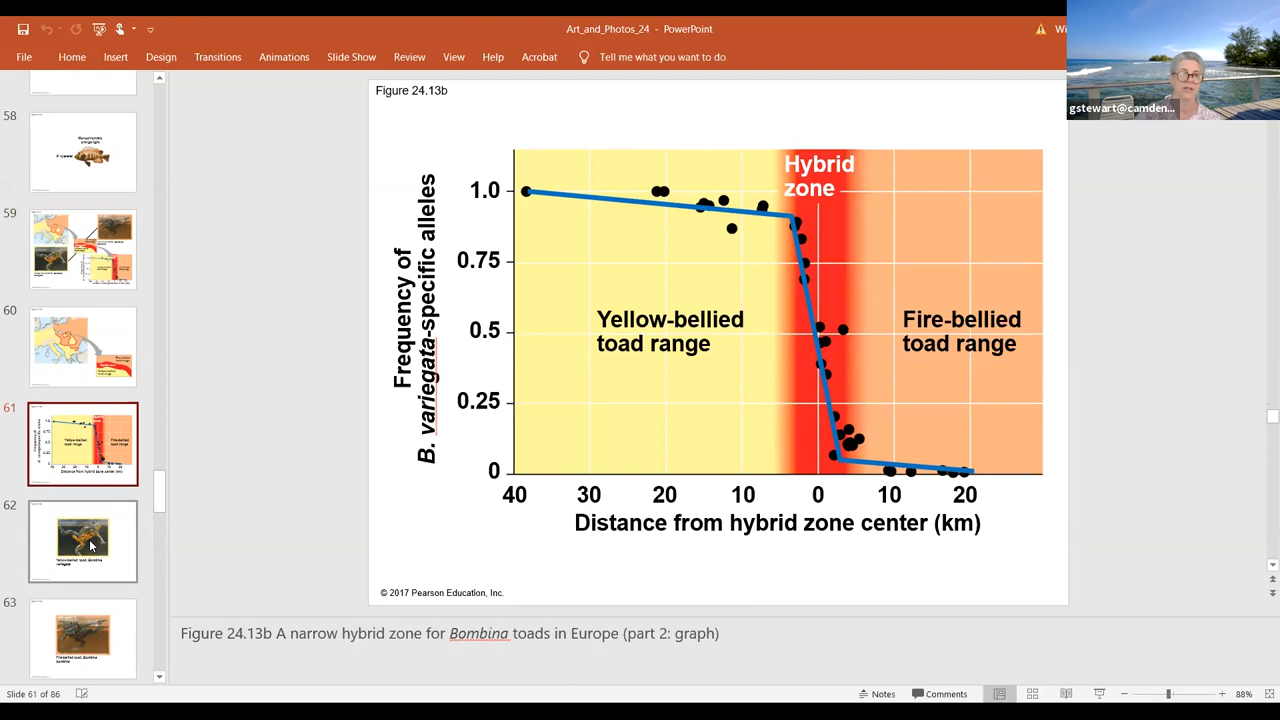 Art_and_Photos_24 - PowerPoint
Wi
File Home Insert Design Transitions Animations Slide Show Review View Help Acrobat Tell me what you want to do
gstewart@camden...
58
59
60
61
62
63
Figure 24.13b
Frequency of
B. variegata-specific alleles
1.0
0.75
0.5
0.25
0
Hybrid
zone
Yellow-bellied
toad range
Fire-bellied
toad range
40 30 20 10 0 10 20
Distance from hybrid zone center (km)
© 2017 Pearson Education, Inc.
Figure 24.13b A narrow hybrid zone for Bombina toads in Europe (part 2: graph)
Slide 61 of 86
Notes Comments 88%